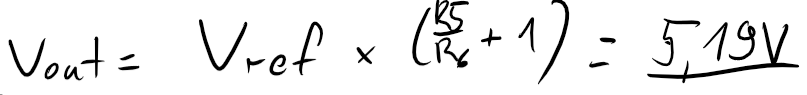 Vout = Vref × (R5/R6 + 1) = 5,19V